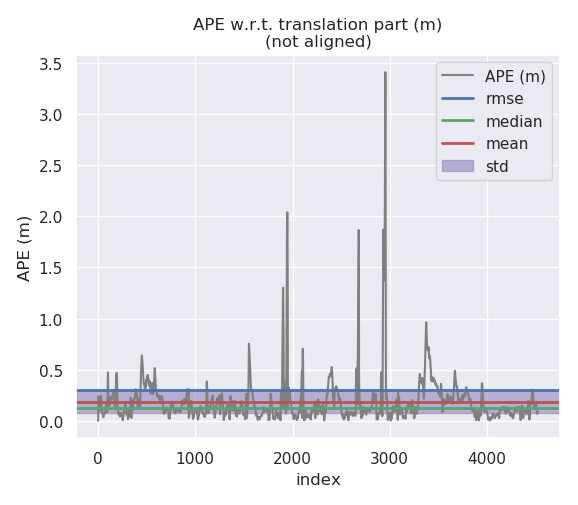 APE w.r.t. translation part (m)
(not aligned)
3.5
3.0
2.5
2.0
1.5
1.0
0.5
0.0
APE (m)
APE (m)
rmse
median
mean
std
0
1000
2000
3000
4000
index